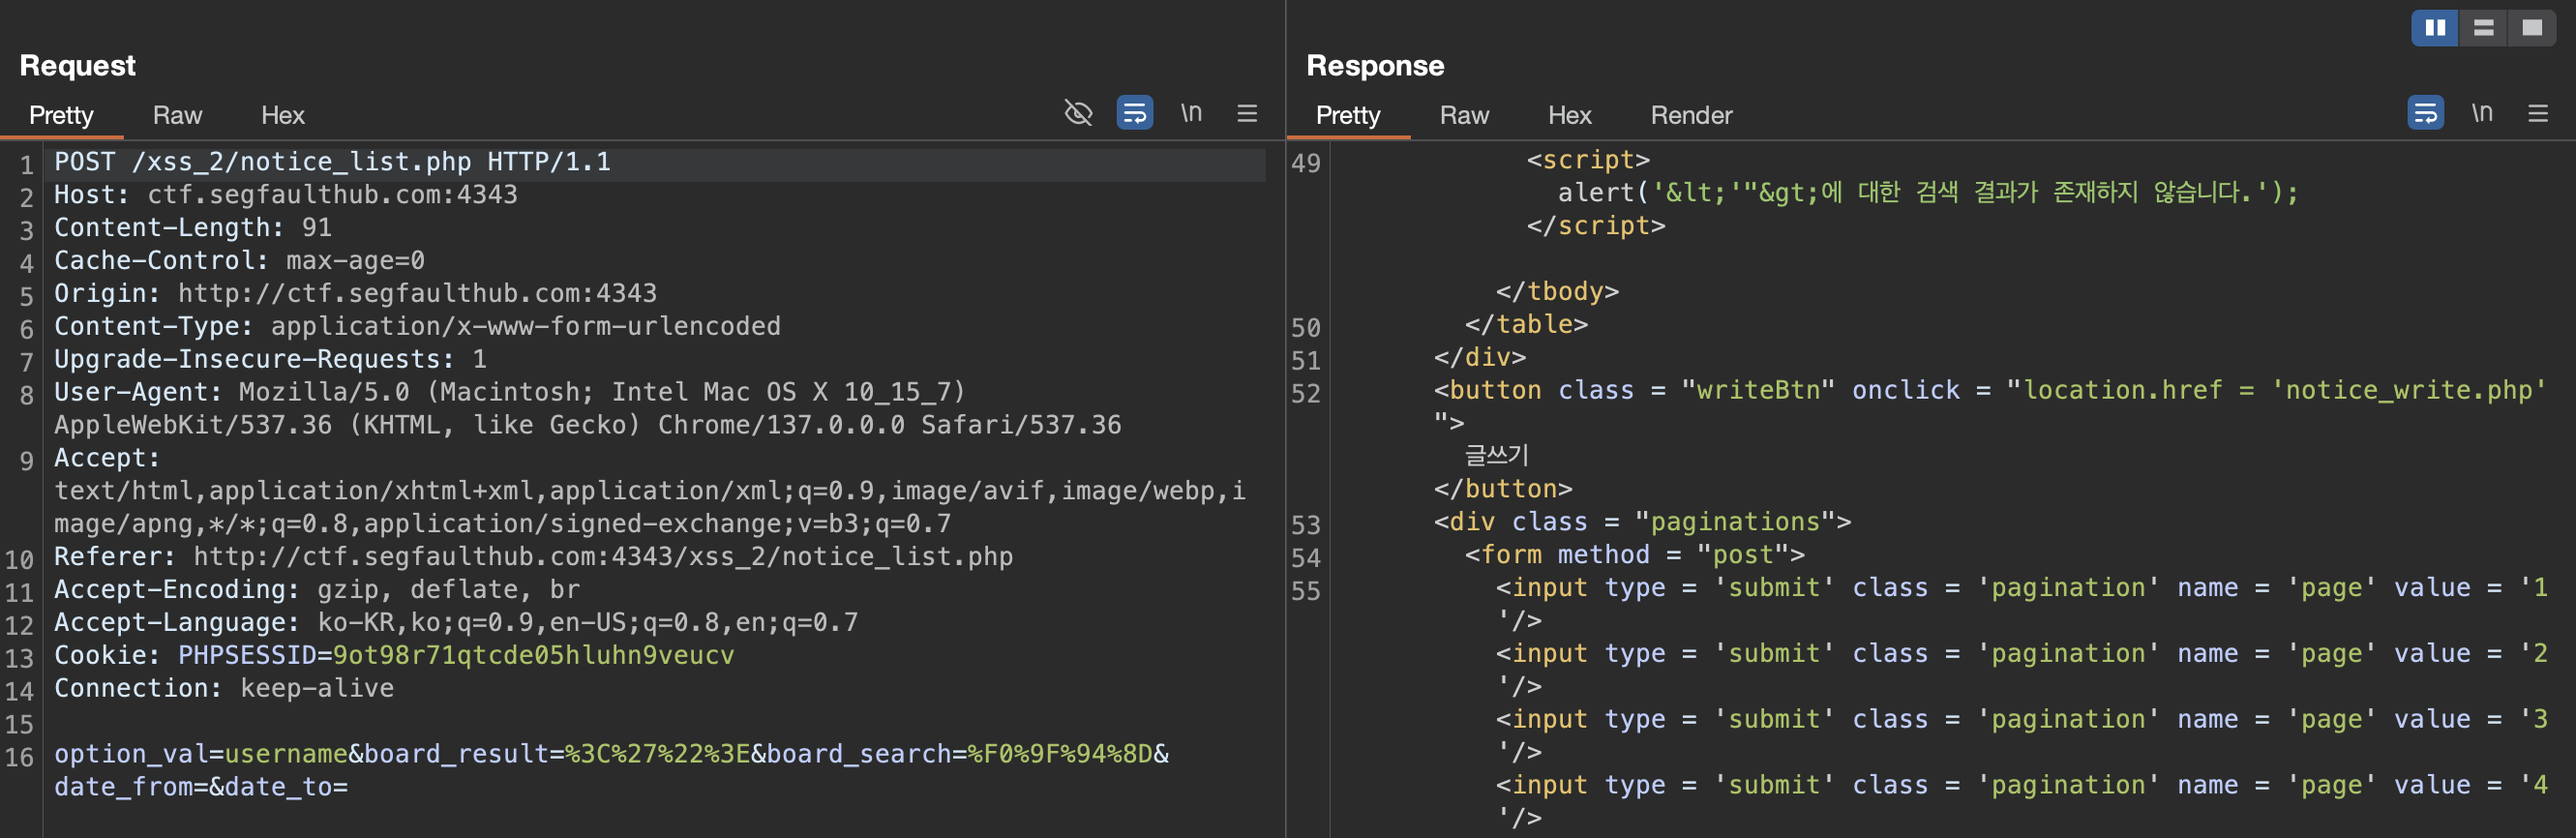 Request
Pretty Raw Hex \n
1 POST /xss_2/notice_list.php HTTP/1.1
2 Host: ctf.segfaulthub.com:4343
3 Content-Length: 91
4 Cache-Control: max-age=0
5 Origin: http://ctf.segfaulthub.com:4343
6 Content-Type: application/x-www-form-urlencoded
7 Upgrade-Insecure-Requests: 1
8 User-Agent: Mozilla/5.0 (Macintosh; Intel Mac OS X 10_15_7)
AppleWebKit/537.36 (KHTML, like Gecko) Chrome/137.0.0.0 Safari/537.36
9 Accept:
text/html,application/xhtml+xml,application/xml;q=0.9,image/avif,image/webp,i
mage/apng,*/*;q=0.8,application/signed-exchange;v=b3;q=0.7
10 Referer: http://ctf.segfaulthub.com:4343/xss_2/notice_list.php
11 Accept-Encoding: gzip, deflate, br
12 Accept-Language: ko-KR,ko;q=0.9,en-US;q=0.8,en;q=0.7
13 Cookie: PHPSESSID=9ot98r71qtcde05hluhn9veucv
14 Connection: keep-alive
15
16 option_val=username&board_result=%3C%27%22%3E&board_search=%F0%9F%94%8D&
date_from=&date_to=
Response
Pretty Raw Hex Render \n
49 <script>
alert('&lt;'"&gt;에 대한 검색 결과가 존재하지 않습니다.');
</script>
</tbody>
50 </table>
51 </div>
52 <button class = "writeBtn" onclick = "location.href = 'notice_write.php'
">
글쓰기
</button>
53 <div class = "paginations">
54 <form method = "post">
55 <input type = 'submit' class = 'pagination' name = 'page' value = '1
'/>
<input type = 'submit' class = 'pagination' name = 'page' value = '2
'/>
<input type = 'submit' class = 'pagination' name = 'page' value = '3
'/>
<input type = 'submit' class = 'pagination' name = 'page' value = '4
'/>